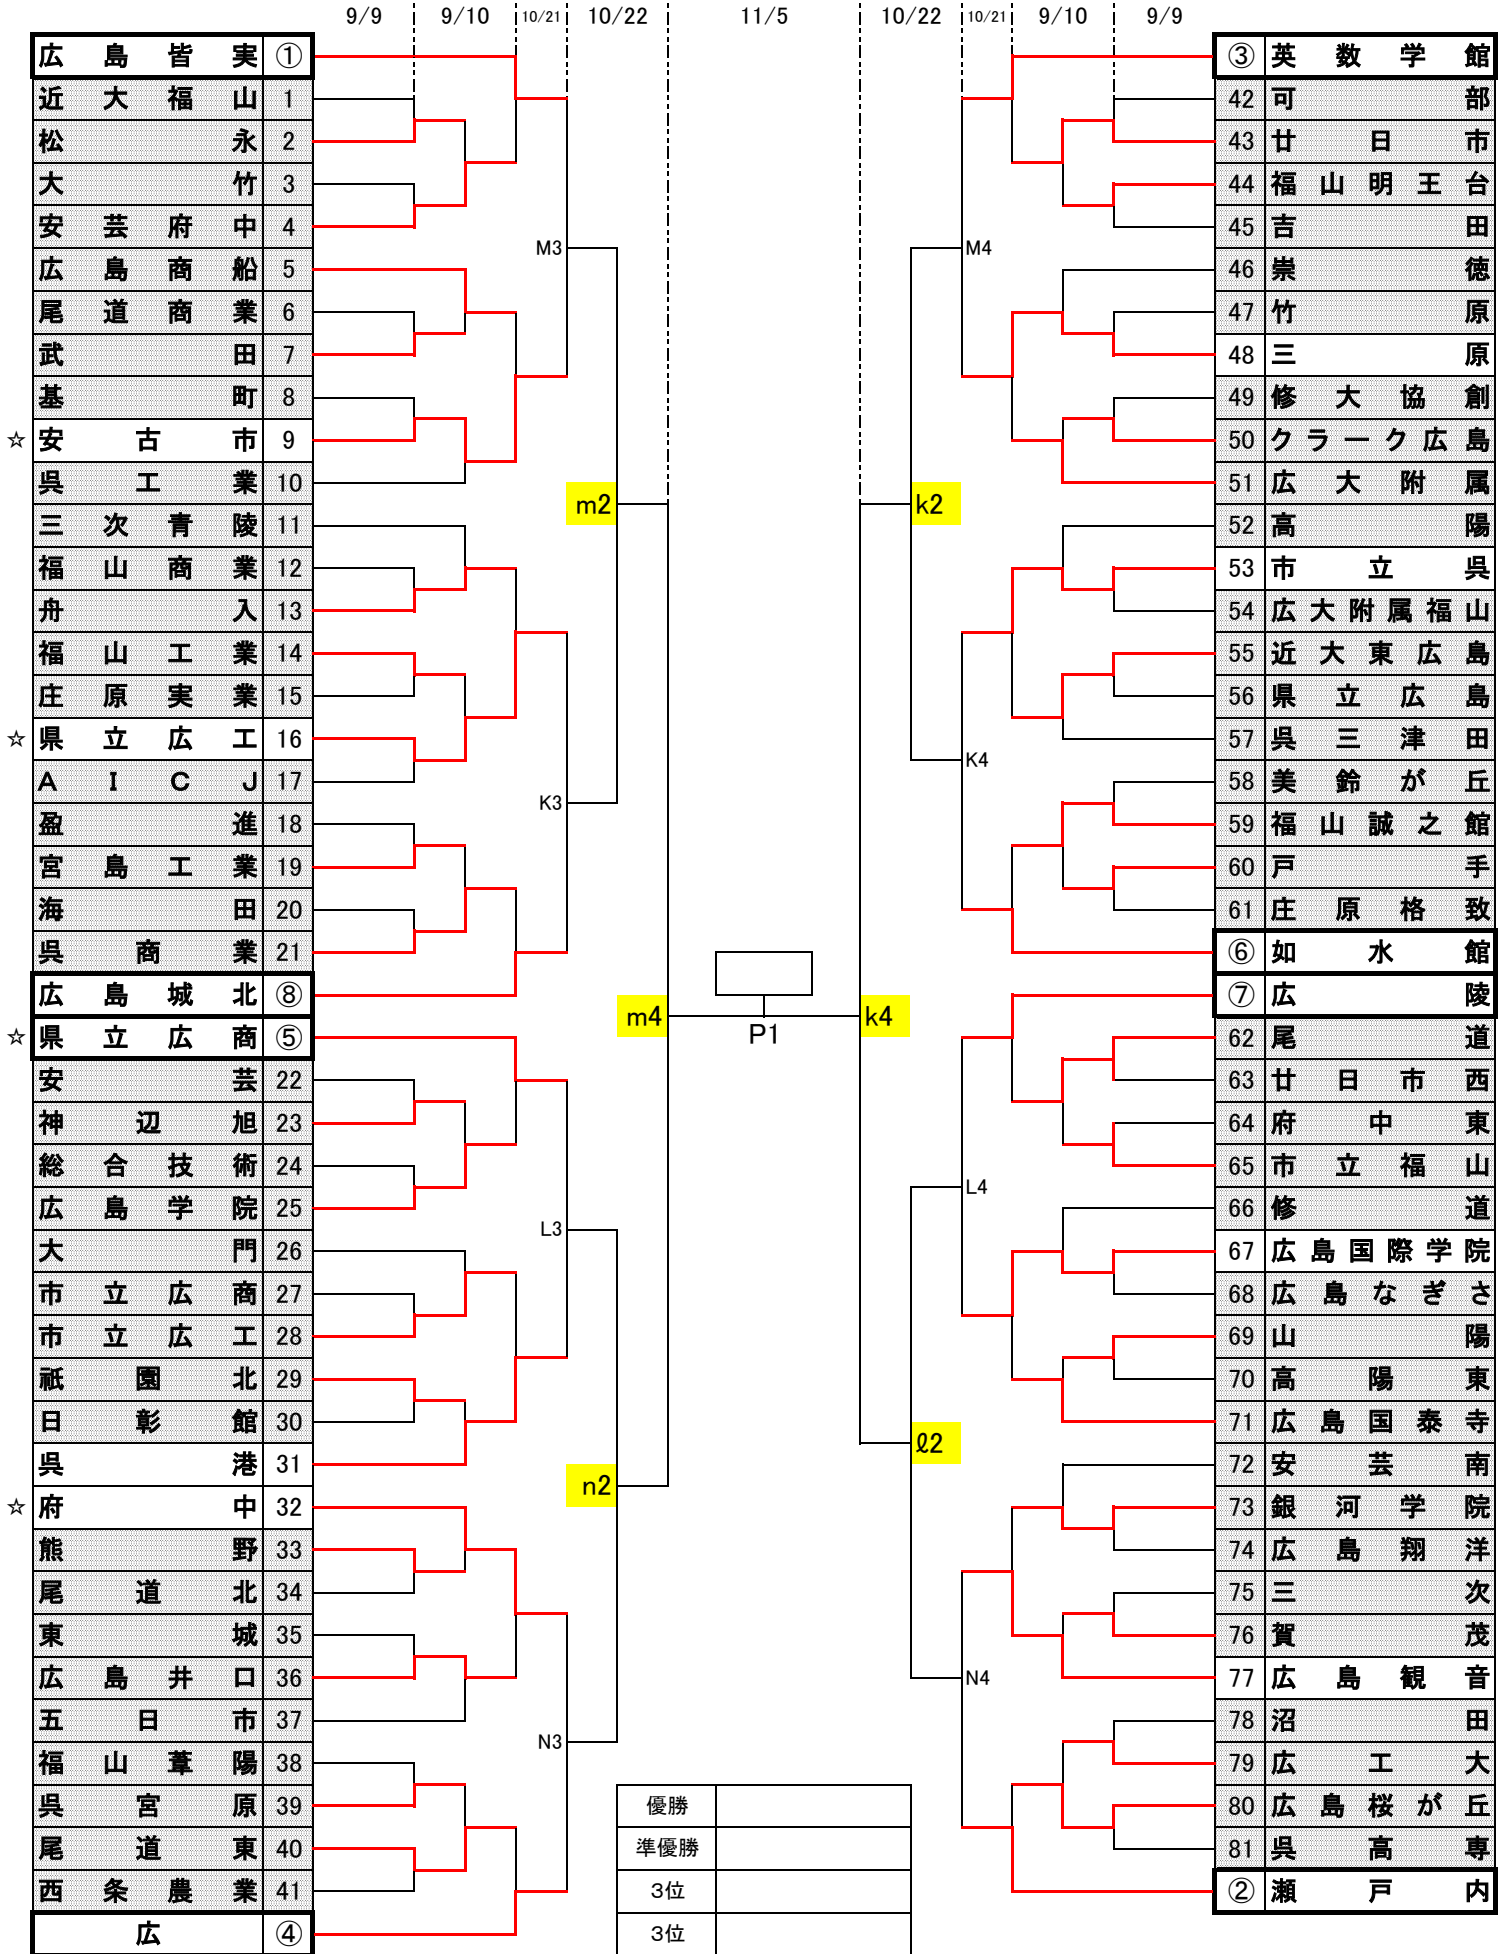 9/9 9/10 10/21 10/22 11/5 10/22 10/21 9/10 9/9
広島皆実 ① ③ 英数学館
近大福山 1 42 可部
松永 2 43 廿日市
大竹 3 44 福山明王台
安芸府中 4 45 吉田
M3 M4
広島商船 5 46 崇徳
尾道商業 6 47 竹原
武田 7 48 三原
基町 8 49 修大協創
☆ 安古市 9 50 クラーク広島
呉工業 10 51 広大附属
m2 k2
三次青陵 11 52 高陽
福山商業 12 53 市立呉
舟入 13 54 広大附属福山
福山工業 14 55 近大東広島
庄原実業 15 56 県立広島
☆ 県立広工 16 57 呉三津田
K4
AICJ 17 58 美鈴が丘
K3
盈進 18 59 福山誠之館
宮島工業 19 60 戸手
海田 20 61 庄原格致
呉商業 21 ⑥ 如水館
広島城北 ⑧ ⑦ 広陵
m4 k4
☆ 県立広商 ⑤ P1 62 尾道
安芸 22 63 廿日市西
神辺旭 23 64 府中東
総合技術 24 65 市立福山
L4
広島学院 25 66 修道
L3
大門 26 67 広島国際学院
市立広商 27 68 広島なぎさ
市立広工 28 69 山陽
祇園北 29 70 高陽東
日彰館 30 71 広島国泰寺
ℓ2
呉港 31 72 安芸南
n2
☆ 府中 32 73 銀河学院
熊野 33 74 広島翔洋
尾道北 34 75 三次
東城 35 76 賀茂
広島井口 36 N4 77 広島観音
五日市 37 78 沼田
N3
福山葦陽 38 79 広工大
呉宮原 39 優勝 80 広島桜が丘
尾道東 40 準優勝 81 呉高専
西条農業 41 3位 ② 瀬戸内
広 ④ 3位